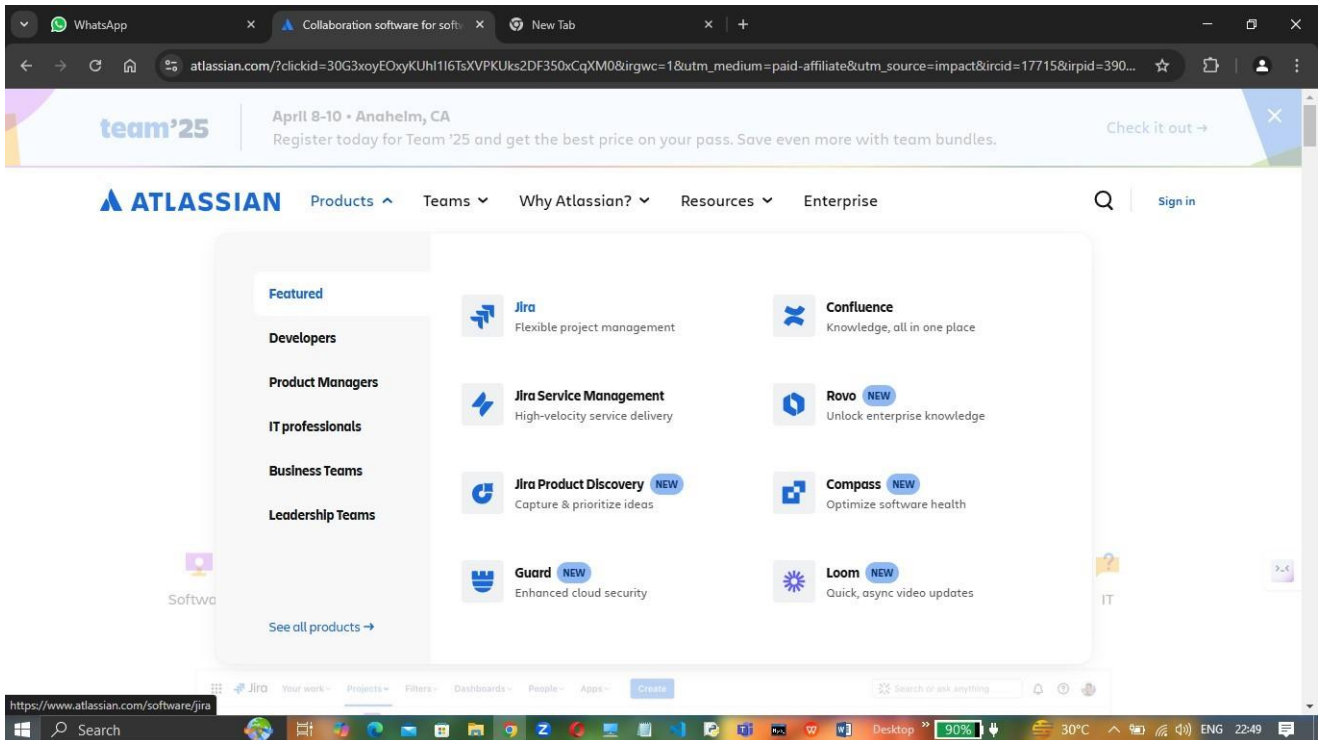 WhatsApp
Collaboration software for soft
New Tab
atlassian.com/?clickid=30G3xoyEOxyKUhI1I6TsXVPKUks2DF350xCqXM0&irgwc=1&utm_medium=paid-affiliate&utm_source=impact&ircid=17715&irpid=390...
team'25
April 8-10 • Anaheim, CA
Register today for Team '25 and get the best price on your pass. Save even more with team bundles.
Check it out →
ATLASSIAN Products Teams Why Atlassian? Resources Enterprise Sign in
Featured
Developers
Product Managers
IT professionals
Business Teams
Leadership Teams
See all products →
Jira
Flexible project management
Confluence
Knowledge, all in one place
Jira Service Management
High-velocity service delivery
Rovo NEW
Unlock enterprise knowledge
Jira Product Discovery NEW
Capture & prioritize ideas
Compass NEW
Optimize software health
Guard NEW
Enhanced cloud security
Loom NEW
Quick, async video updates
Softwa
IT
Jira Your work Projects Filters Dashboards People Apps Create Search or ask anything
https://www.atlassian.com/software/jira
Search Desktop 90% 30°C ENG 22:49